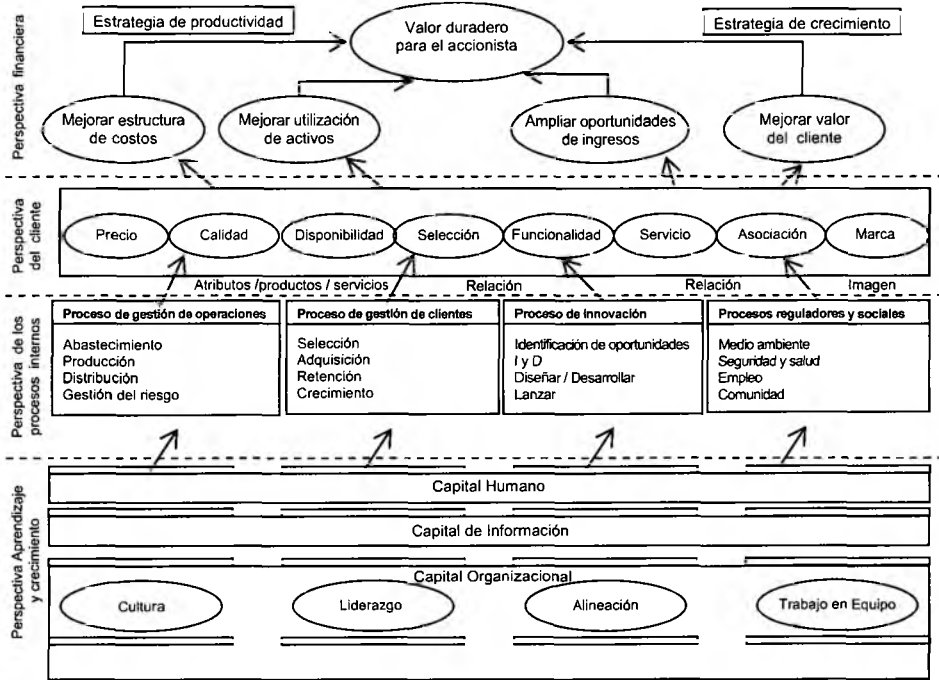 Estrategia de productividad
Valor duradero
para el accionista
Estrategia de crecimiento
Perspectiva financiera
Mejorar estructura
de costos
Mejorar utilización
de activos
Ampliar oportunidades
de ingresos
Mejorar valor
del cliente
Perspectiva
del cliente
Precio
Calidad
Disponibilidad
Selección
Funcionalidad
Servicio
Asociación
Marca
Atributos /productos / servicios
Relación
Relación
Imagen
Perspectiva de los
procesos internos
Proceso de gestión de operaciones
Abastecimiento
Producción
Distribución
Gestión del riesgo
Proceso de gestión de clientes
Selección
Adquisición
Retención
Crecimiento
Proceso de innovación
Identificación de oportunidades
I y D
Diseñar / Desarrollar
Lanzar
Procesos reguladores y sociales
Medio ambiente
Seguridad y salud
Empleo
Comunidad
Perspectiva Aprendizaje
y crecimiento
Capital Humano
Capital de Información
Capital Organizacional
Cultura
Liderazgo
Alineación
Trabajo en Equipo